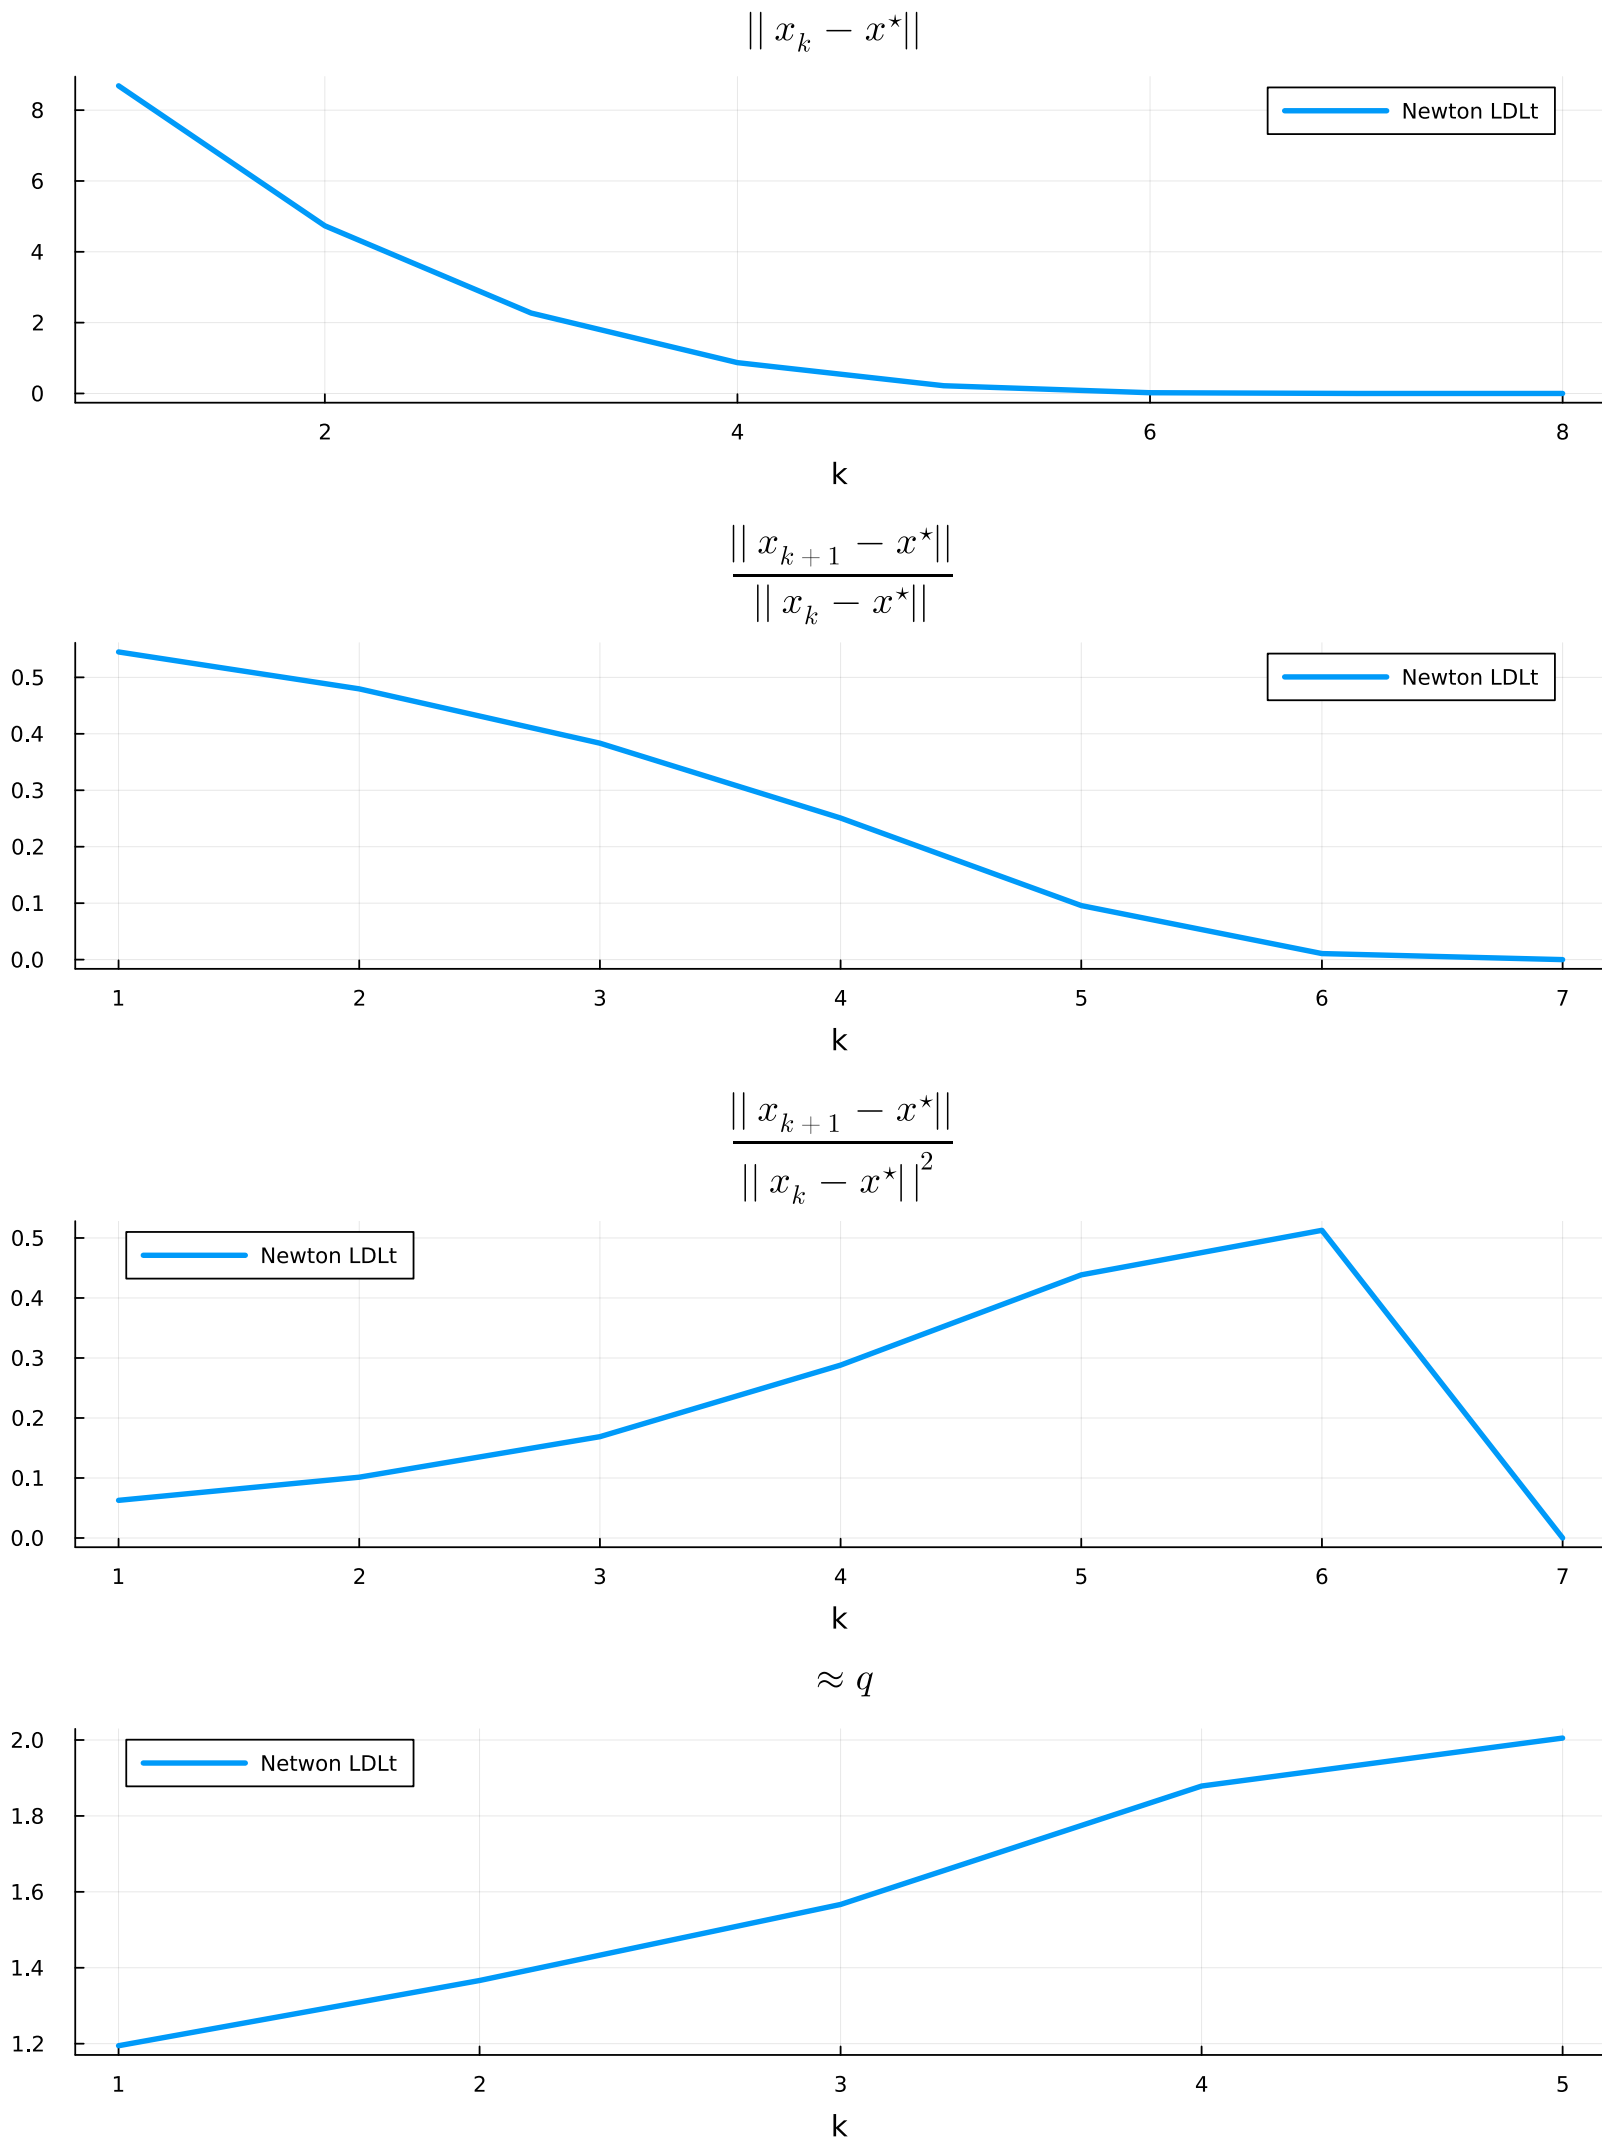 || x_k − x⋆||
8
6
4
2
0
Newton LDLt
2 4 6 8
k
|| x_{k + 1} − x⋆||
|| x_k − x⋆||
0.5
0.4
0.3
0.2
0.1
0.0
Newton LDLt
1 2 3 4 5 6 7
k
|| x_{k + 1} − x⋆||
|| x_k − x⋆||²
0.5
0.4
0.3
0.2
0.1
0.0
Newton LDLt
1 2 3 4 5 6 7
k
≈ q
2.0
1.8
1.6
1.4
1.2
Netwon LDLt
1 2 3 4 5
k